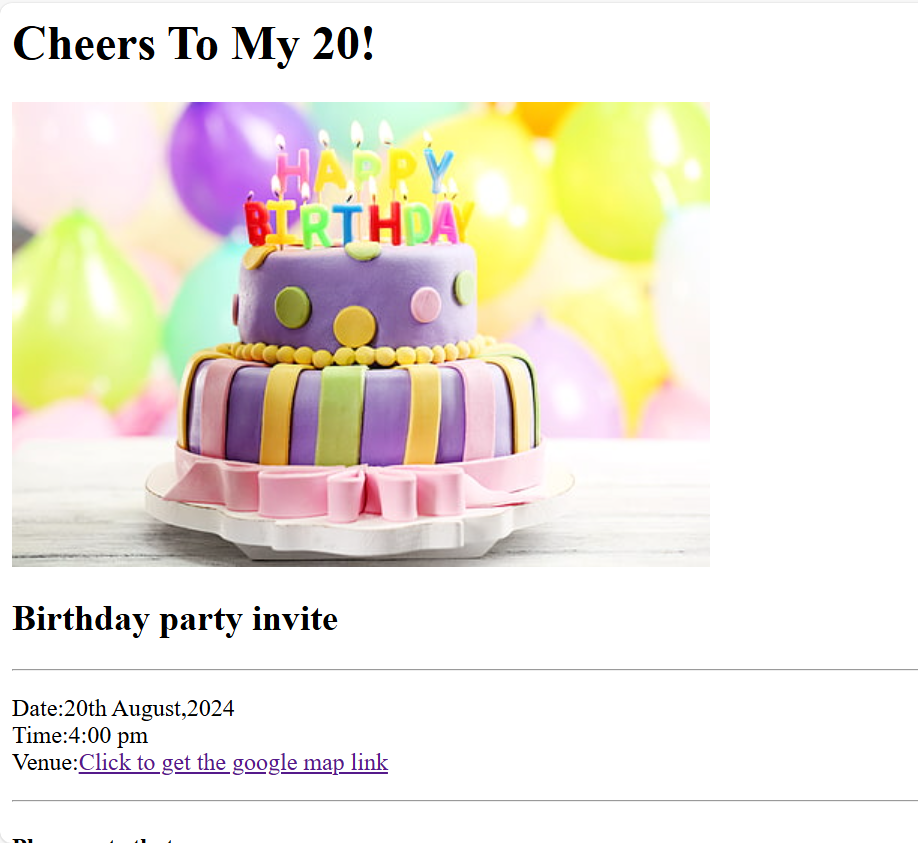 Cheers To My 20!
HAPPY
BIRTHDAY
Birthday party invite
Date:20th August,2024
Time:4:00 pm
Venue:Click to get the google map link